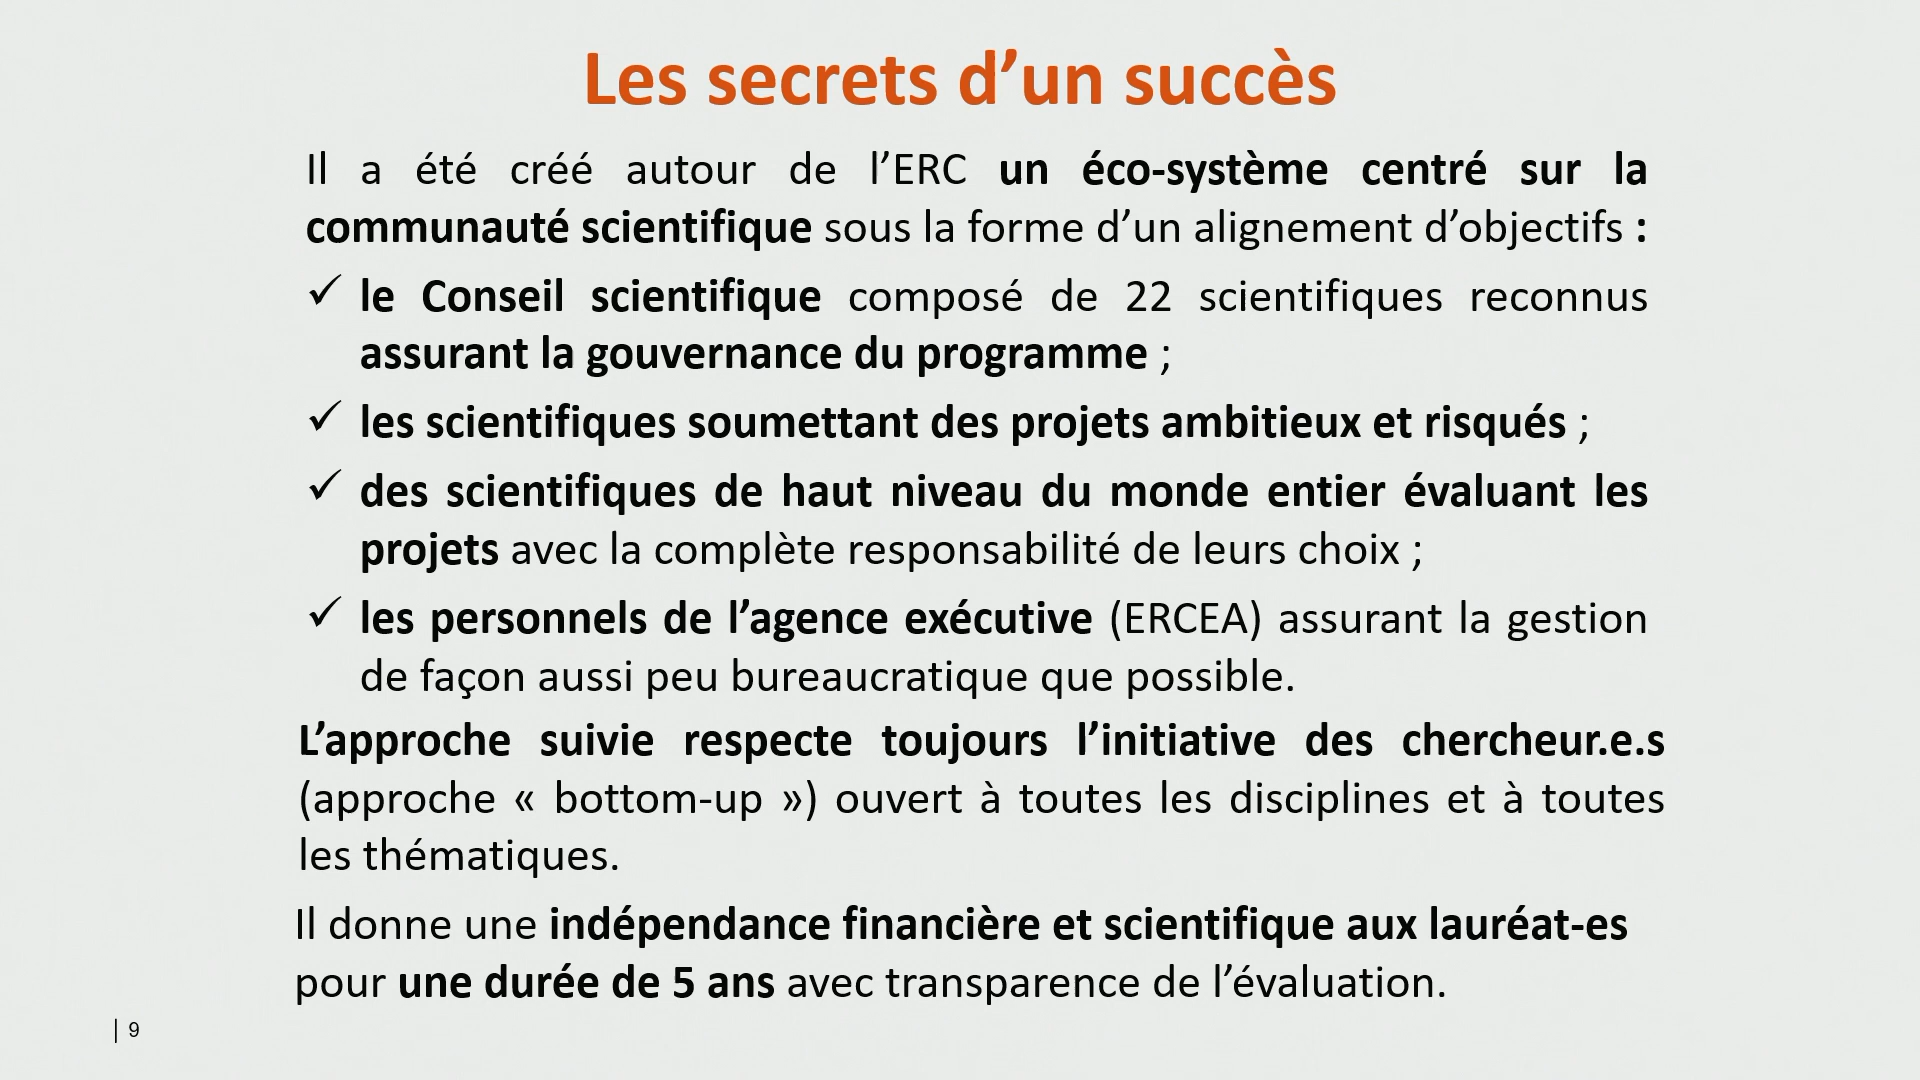 Les secrets d’un succès
Il a été créé autour de l’ERC un éco-système centré sur la
communauté scientifique sous la forme d’un alignement d’objectifs :
✓ le Conseil scientifique composé de 22 scientifiques reconnus
assurant la gouvernance du programme ;
✓ les scientifiques soumettant des projets ambitieux et risqués ;
✓ des scientifiques de haut niveau du monde entier évaluant les
projets avec la complète responsabilité de leurs choix ;
✓ les personnels de l’agence exécutive (ERCEA) assurant la gestion
de façon aussi peu bureaucratique que possible.
L’approche suivie respecte toujours l’initiative des chercheur.e.s
(approche « bottom-up ») ouvert à toutes les disciplines et à toutes
les thématiques.
Il donne une indépendance financière et scientifique aux lauréat-es
pour une durée de 5 ans avec transparence de l’évaluation.
| 9